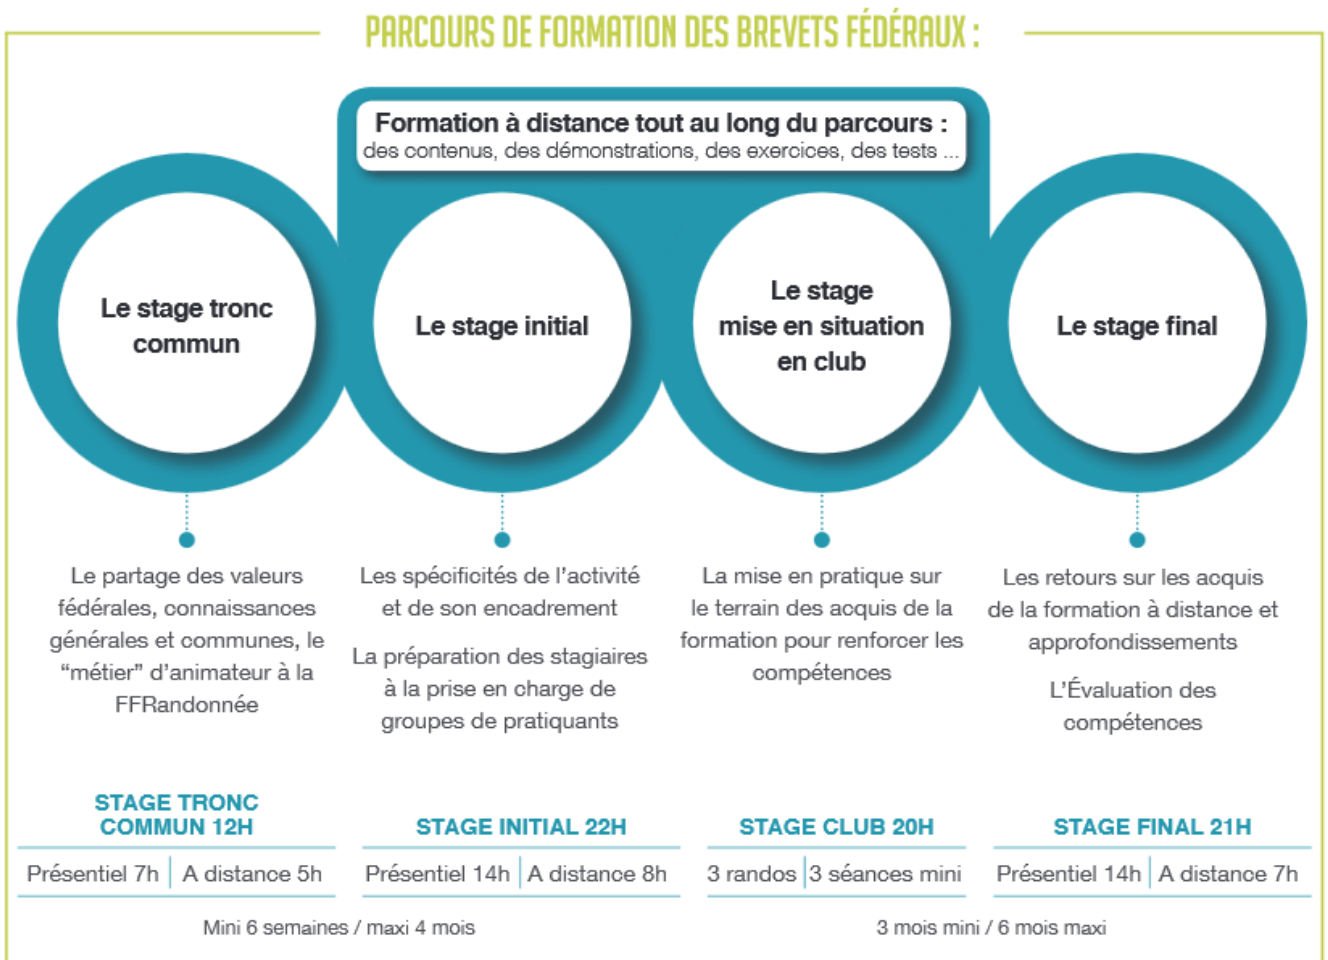 PARCOURS DE FORMATION DES BREVETS FÉDÉRAUX :
Formation à distance tout au long du parcours :
des contenus, des démonstrations, des exercices, des tests ...
Le stage tronc
commun
Le stage initial
Le stage
mise en situation
en club
Le stage final
Le partage des valeurs
fédérales, connaissances
générales et communes, le
“métier” d’animateur à la
FFRandonnée
Les spécificités de l’activité
et de son encadrement
La préparation des stagiaires
à la prise en charge de
groupes de pratiquants
La mise en pratique sur
le terrain des acquis de la
formation pour renforcer les
compétences
Les retours sur les acquis
de la formation à distance et
approfondissements
L’Évaluation des
compétences
STAGE TRONC
COMMUN 12H
Présentiel 7h | A distance 5h
STAGE INITIAL 22H
Présentiel 14h | A distance 8h
STAGE CLUB 20H
3 randos | 3 séances mini
STAGE FINAL 21H
Présentiel 14h | A distance 7h
Mini 6 semaines / maxi 4 mois
3 mois mini / 6 mois maxi